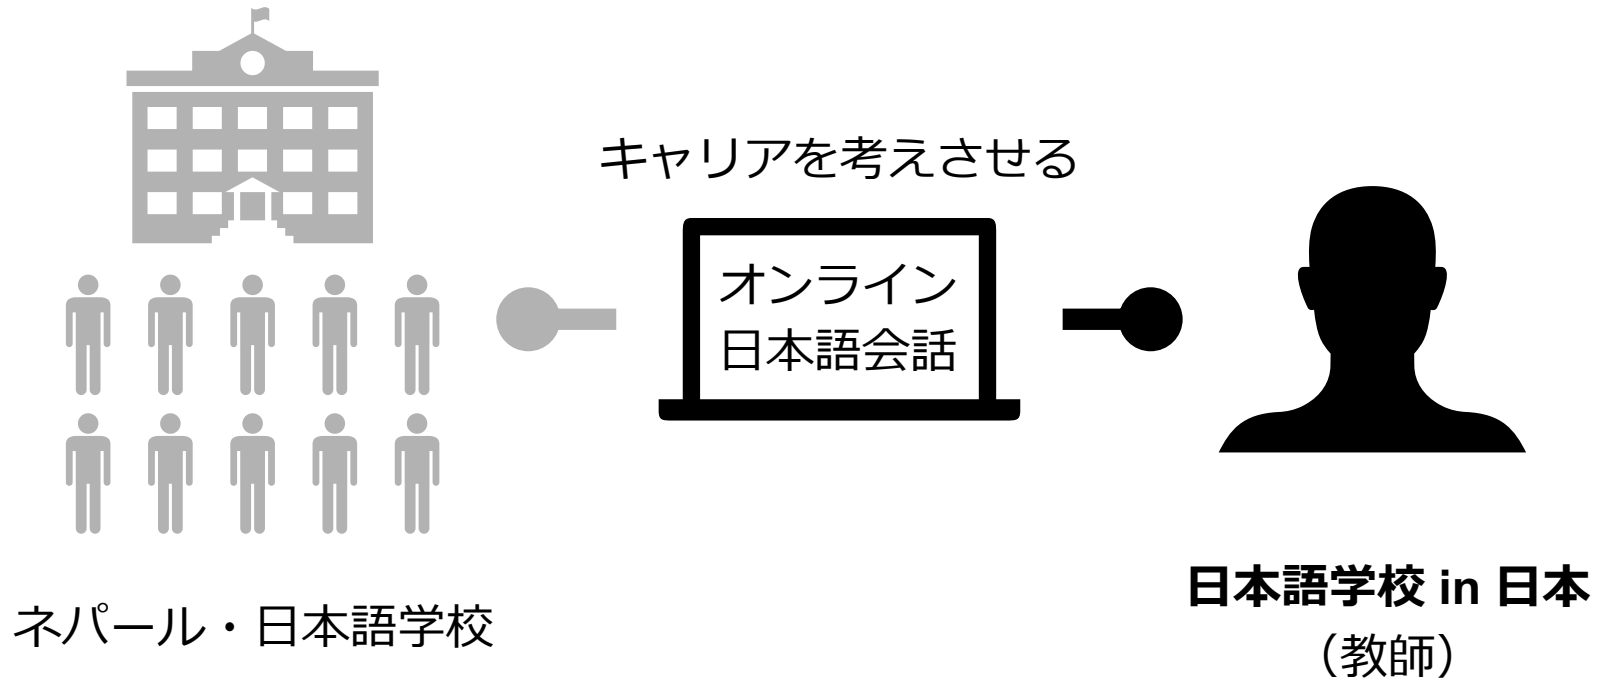 キャリアを考えさせる
オンライン
日本語会話
ネパール・日本語学校
日本語学校 in 日本
（教師）